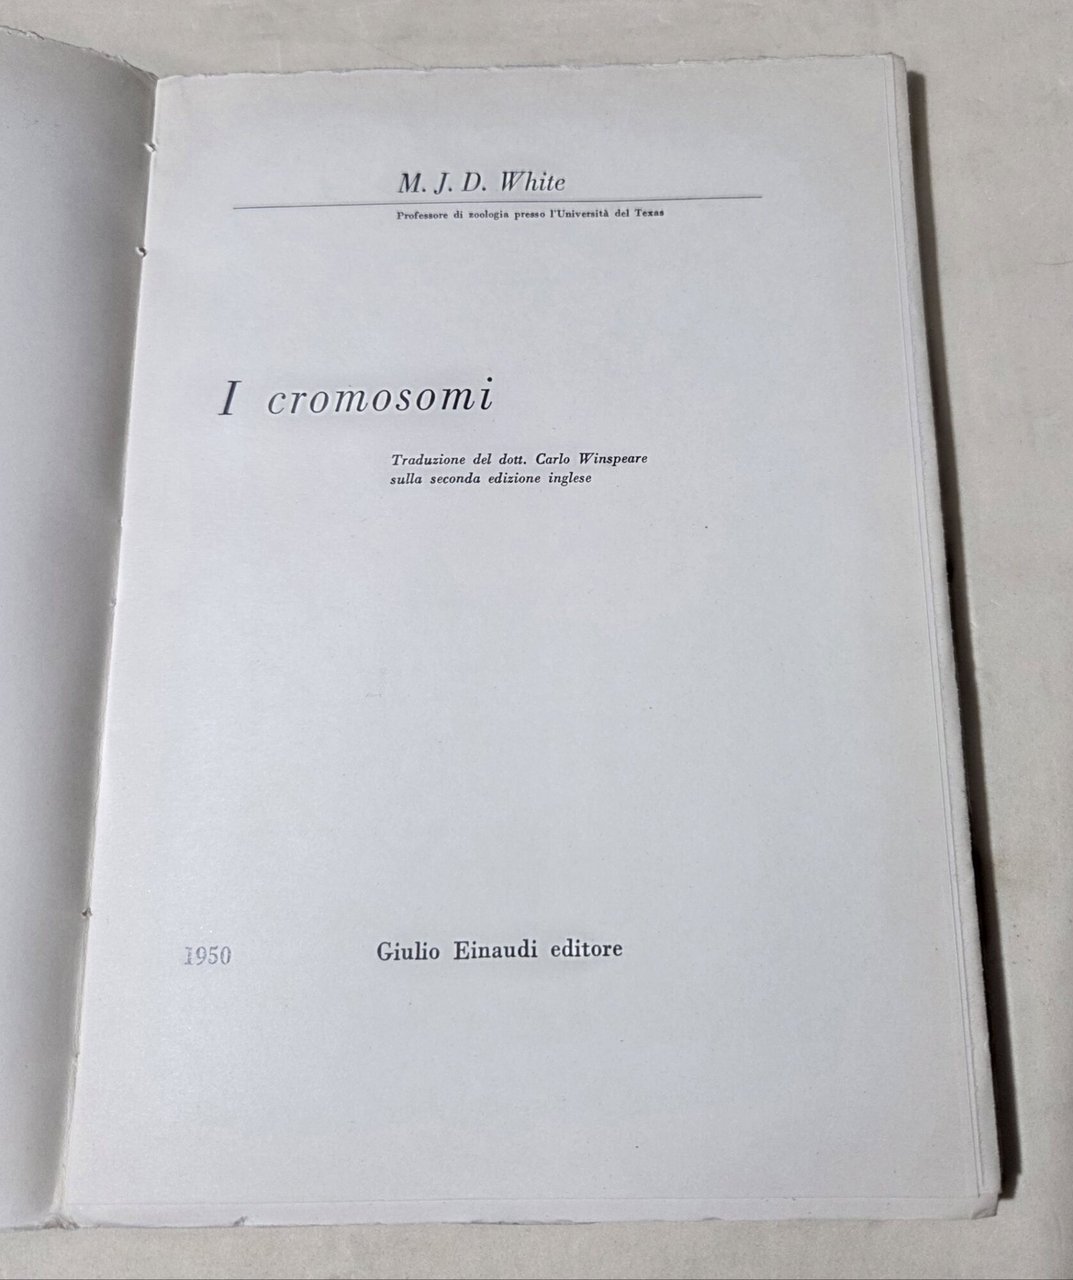 M. J. D. White
Professore di zoologia presso l'Università del Texas
I cromosomi
Traduzione del dott. Carlo Winspeare
sulla seconda edizione inglese
1950 Giulio Einaudi editore